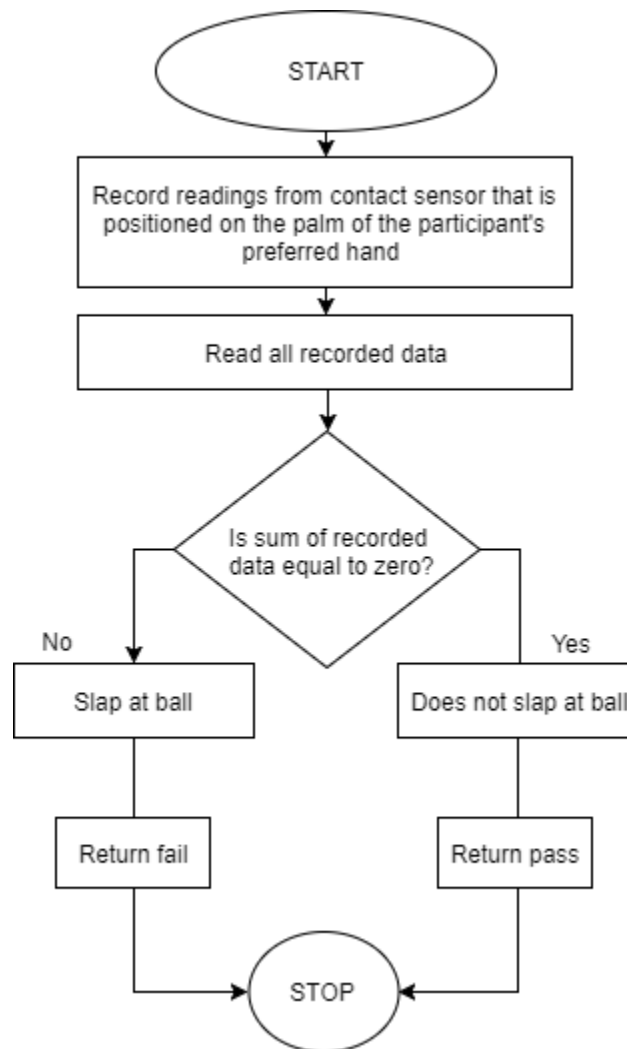 START
Record readings from contact sensor that is
positioned on the palm of the participant's
preferred hand
Read all recorded data
Is sum of recorded
data equal to zero?
No
Yes
Slap at ball
Does not slap at ball
Return fail
Return pass
STOP